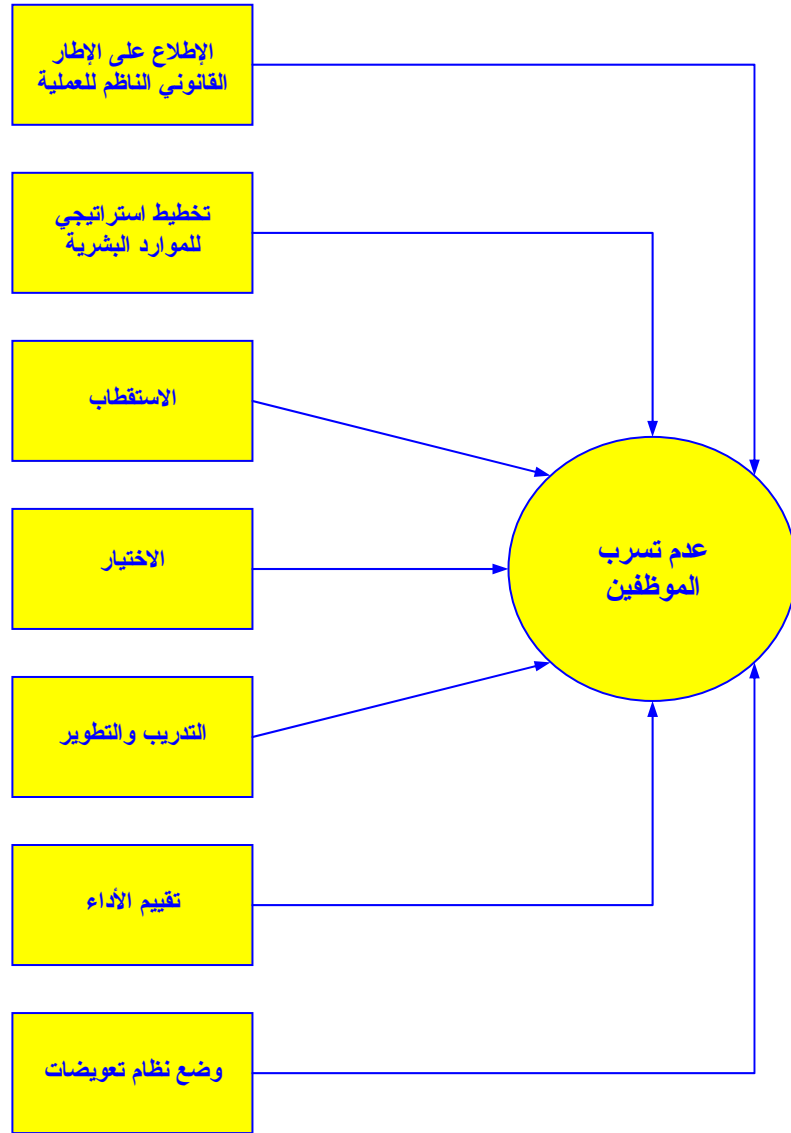 الإطلاع على الإطار
القانوني الناظم للعملية
تخطيط استراتيجي
للموارد البشرية
الاستقطاب
الاختيار
التدريب والتطوير
تقييم الأداء
وضع نظام تعويضات
عدم تسرب
الموظفين